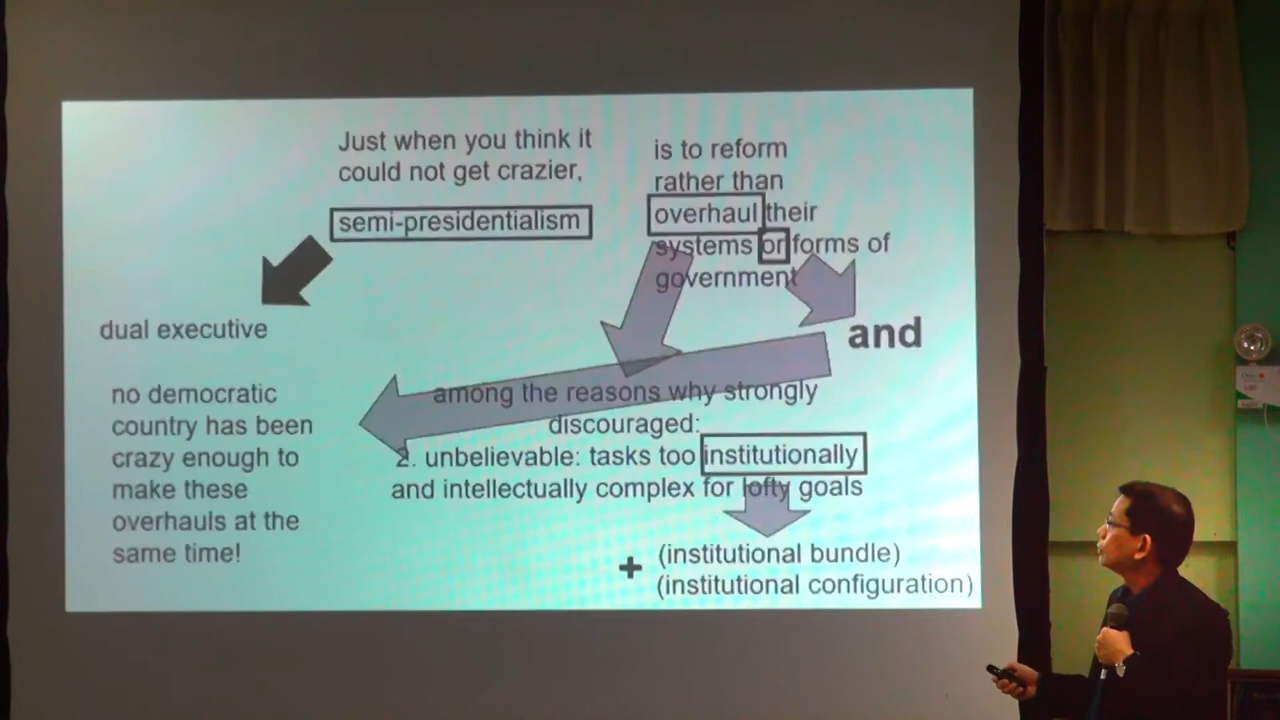 Just when you think it
could not get crazier,
semi-presidentialism
dual executive
no democratic
country has been
crazy enough to
make these
overhauls at the
same time!
is to reform
rather than
overhaul their
systems or forms of
government
and
among the reasons why strongly
discouraged:
2. unbelievable: tasks too institutionally
and intellectually complex for lofty goals
+ (institutional bundle)
(institutional configuration)